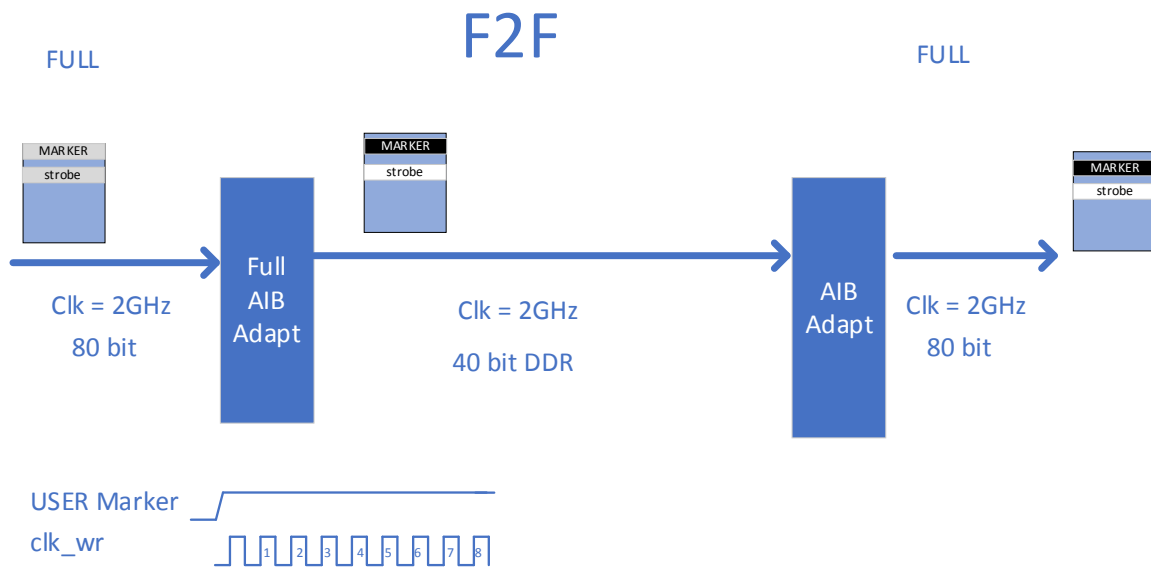 F2F
FULL
FULL
MARKER
strobe
MARKER
strobe
MARKER
strobe
Full
AIB
Adapt
AIB
Adapt
Clk = 2GHz
80 bit
Clk = 2GHz
40 bit DDR
Clk = 2GHz
80 bit
USER Marker
clk_wr
1 2 3 4 5 6 7 8